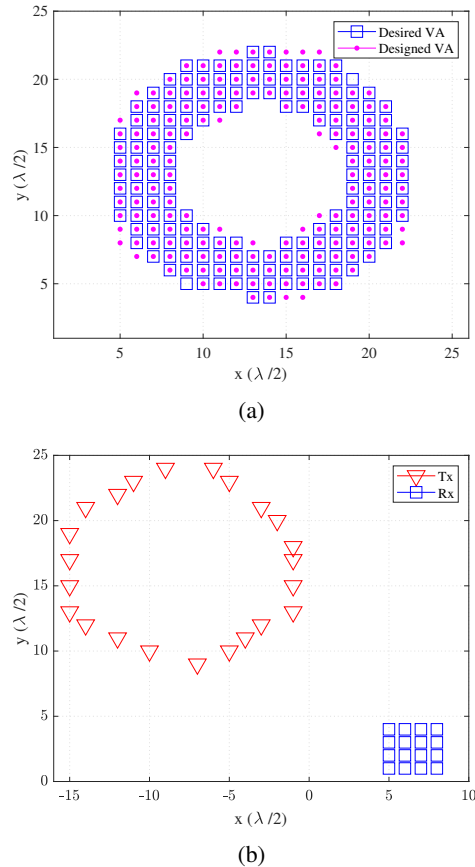 Desired VA
Designed VA
25
20
15
10
5
y (λ/2)
5 10 15 20 25
x (λ/2)
(a)
Tx
Rx
25
20
15
10
5
0
y (λ/2)
-15 -10 -5 0 5 10
x (λ/2)
(b)